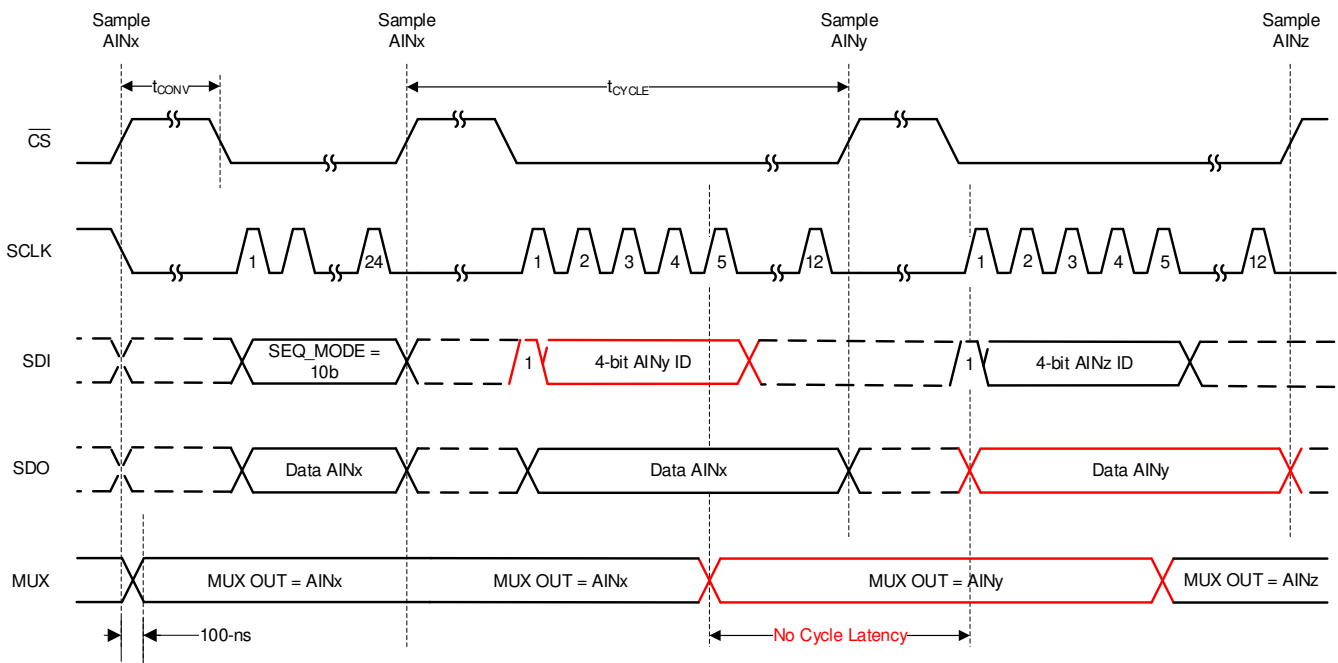 Sample AINx
Sample AINx
Sample AINy
Sample AINz
tCONV
tCYCLE
CS
SCLK
1
24
1
2
3
4
5
12
1
2
3
4
5
12
SDI
SEQ_MODE = 10b
1
4-bit AINy ID
1
4-bit AINz ID
SDO
Data AINx
Data AINx
Data AINy
MUX
MUX OUT = AINx
MUX OUT = AINx
MUX OUT = AINy
MUX OUT = AINz
100-ns
No Cycle Latency